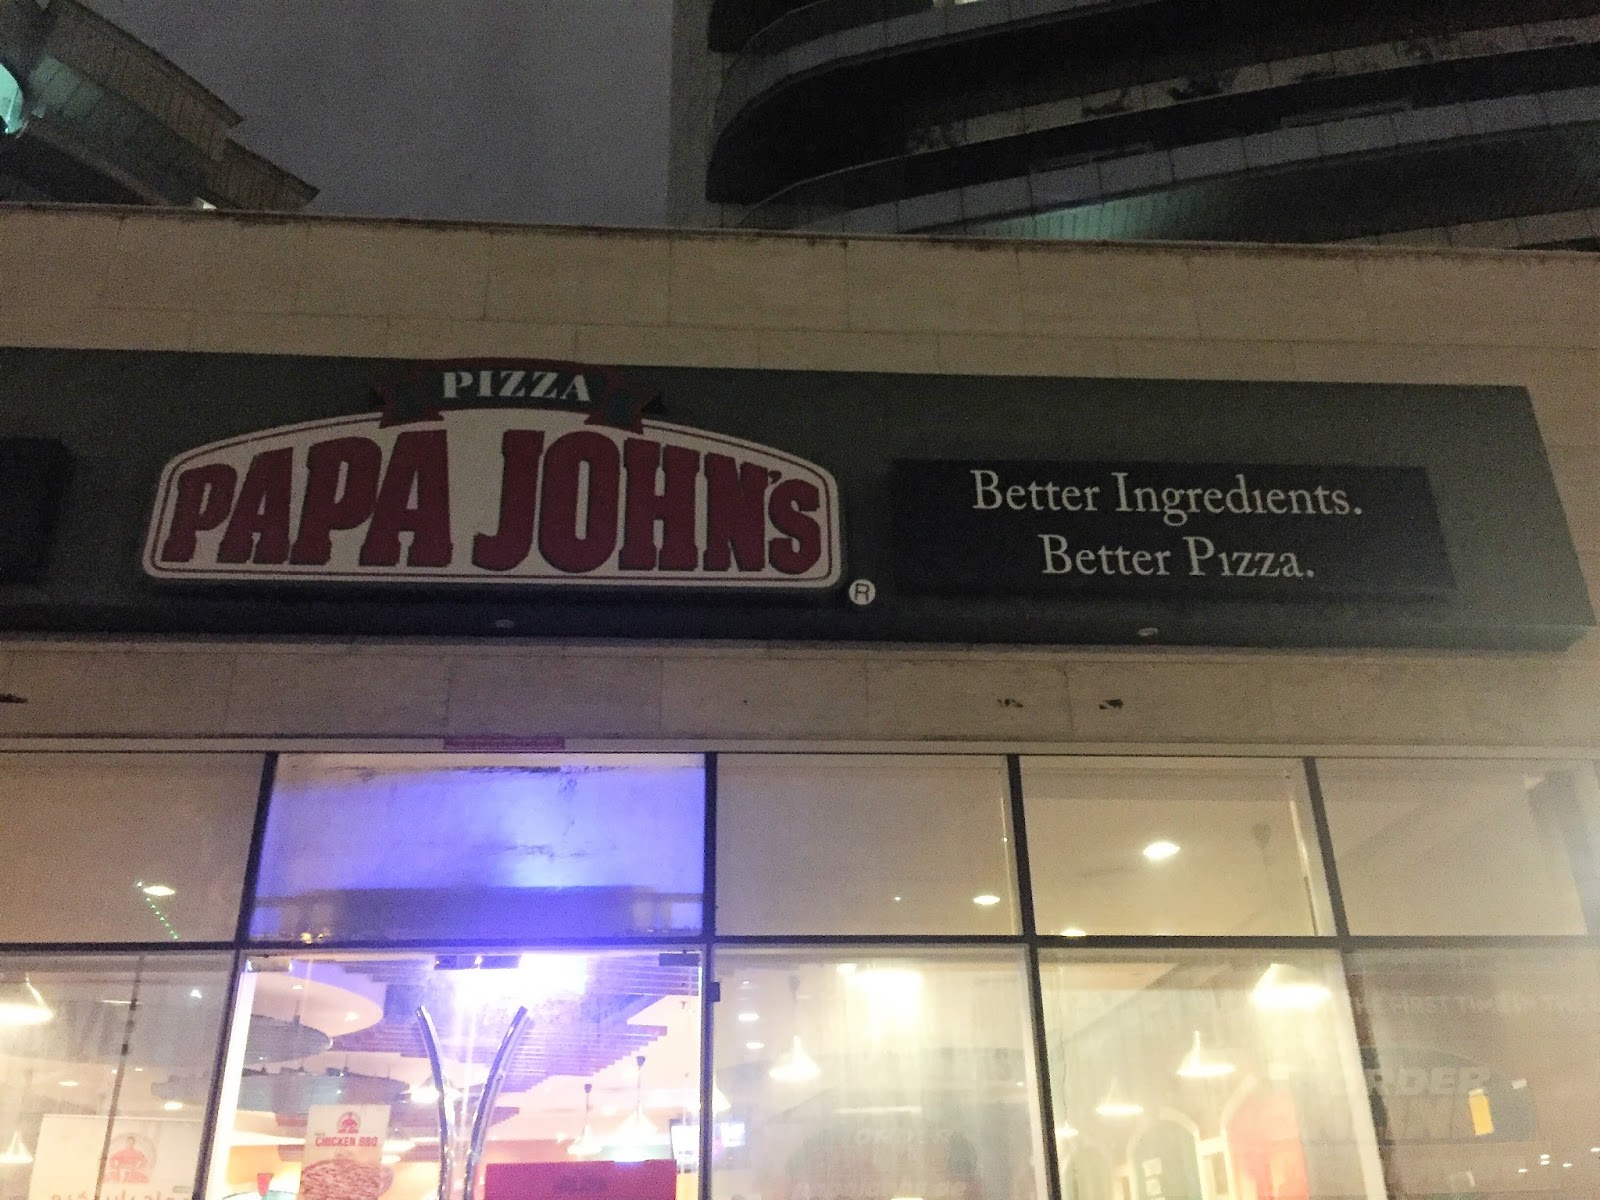 PIZZA
PAPA JOHN'S
®
Better Ingredients.
Better Pizza.
CHICKEN BBQ
ORDER